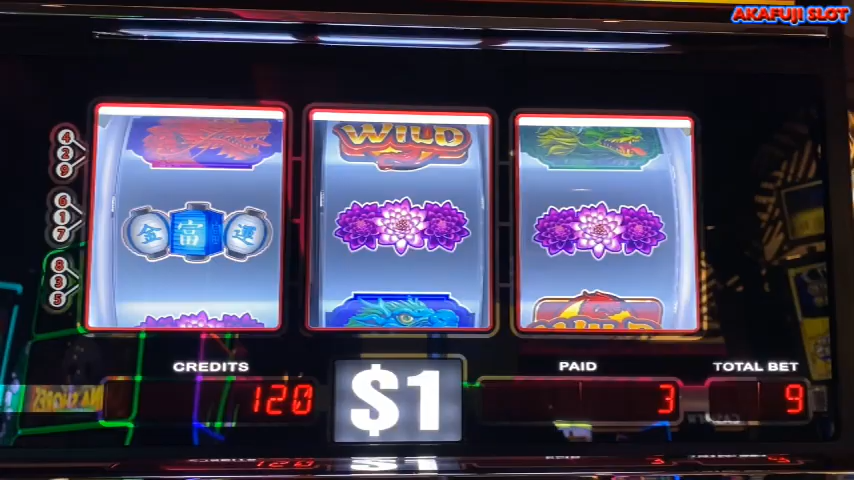 AKAFUJI SLOT
WILD
4
2
9
6
1
7
8
3
5
金 富 運
WILD
CREDITS
PAID
TOTAL BET
120
$1
3
9